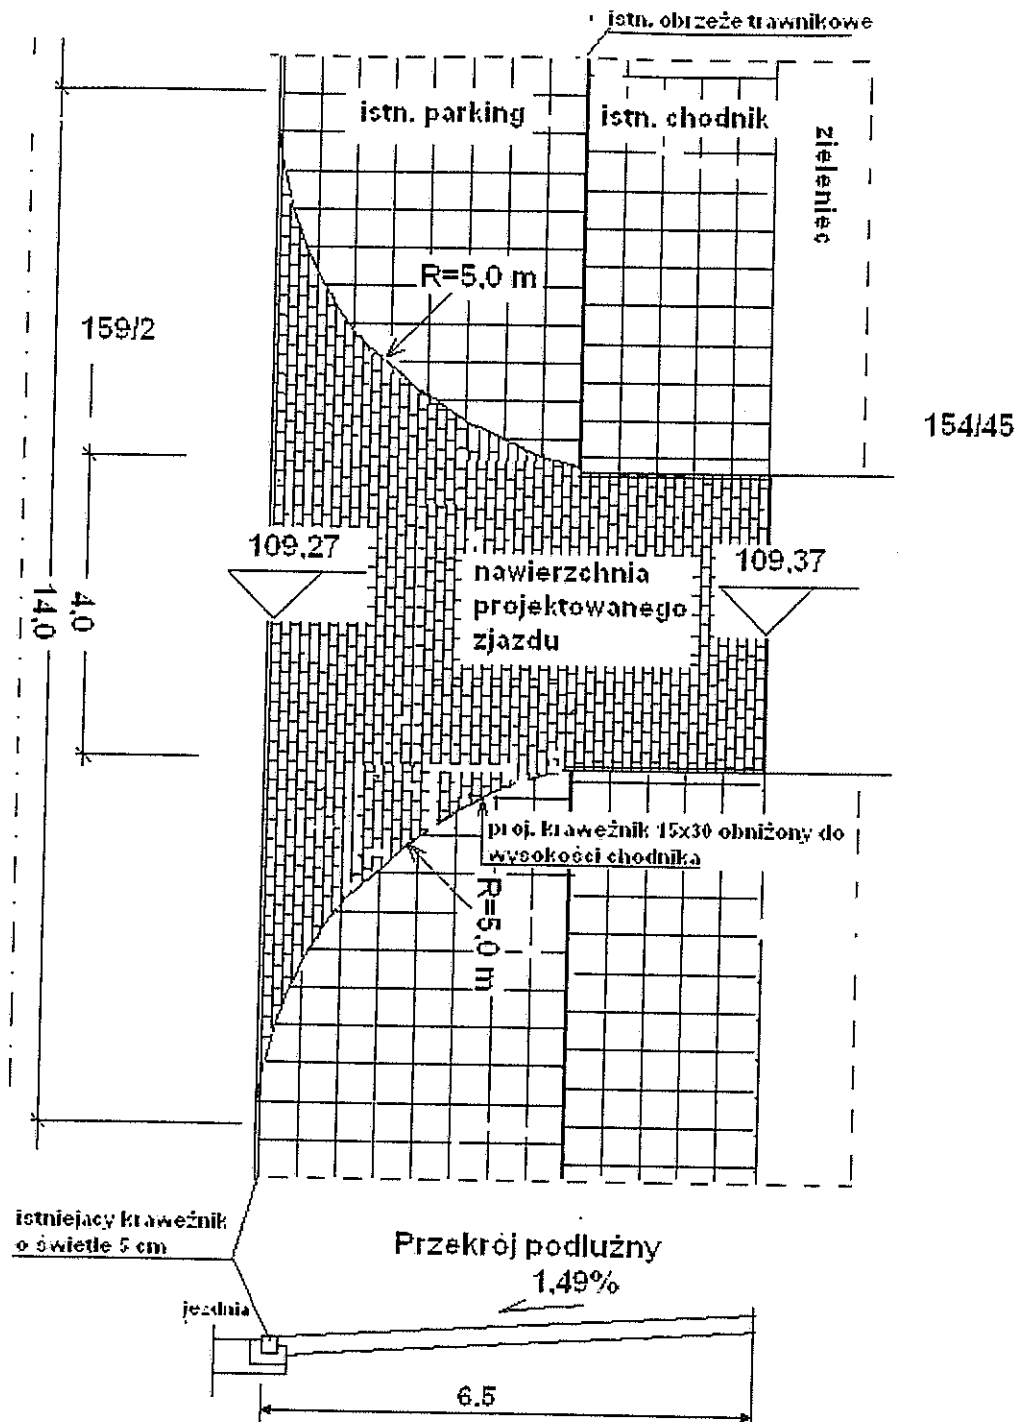 istn. obrzeże trawnikowe
istn. parking
istn. chodnik
zieleniec
R=5,0 m
159/2
154/45
109,27
109,37
nawierzchnia
projektowanego
zjazdu
4,0
14,0
proj. krawężnik 15x30 obniżony do
wysokości chodnika
R=5,0 m
istniejacy krawężnik
o świetle 5 cm
Przekrój podlużny
1,49%
jezdnia
6.5